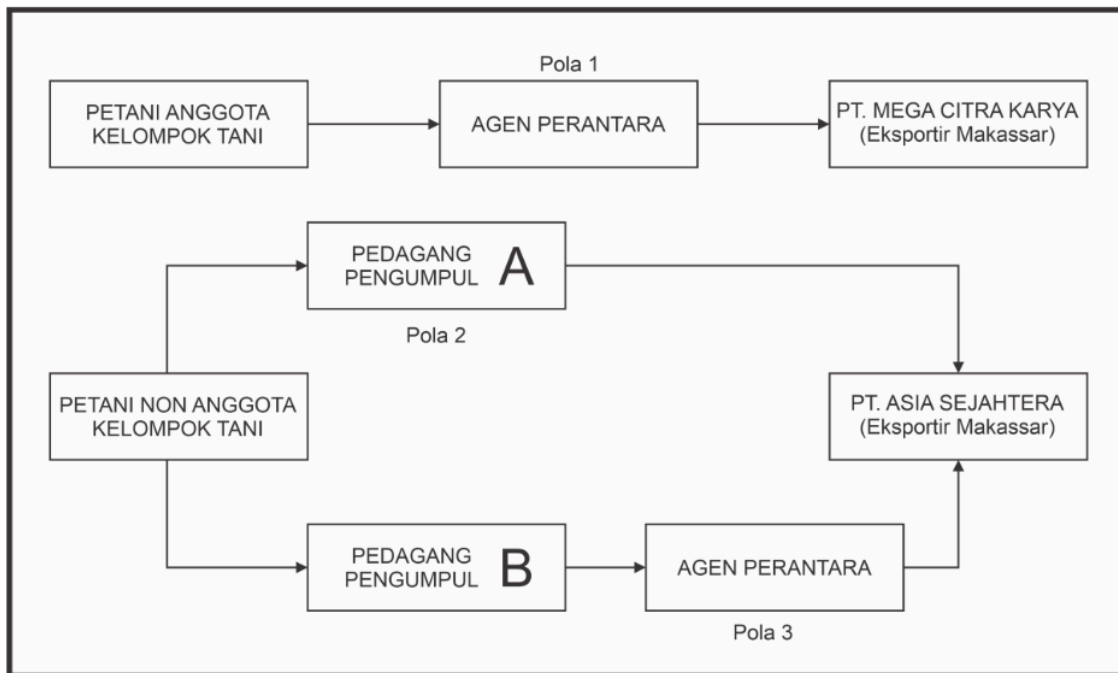 Pola 1
PETANI ANGGOTA
KELOMPOK TANI
AGEN PERANTARA
PT. MEGA CITRA KARYA
(Eksportir Makassar)
PEDAGANG
PENGUMPUL A
Pola 2
PETANI NON ANGGOTA
KELOMPOK TANI
PT. ASIA SEJAHTERA
(Eksportir Makassar)
PEDAGANG
PENGUMPUL B
AGEN PERANTARA
Pola 3